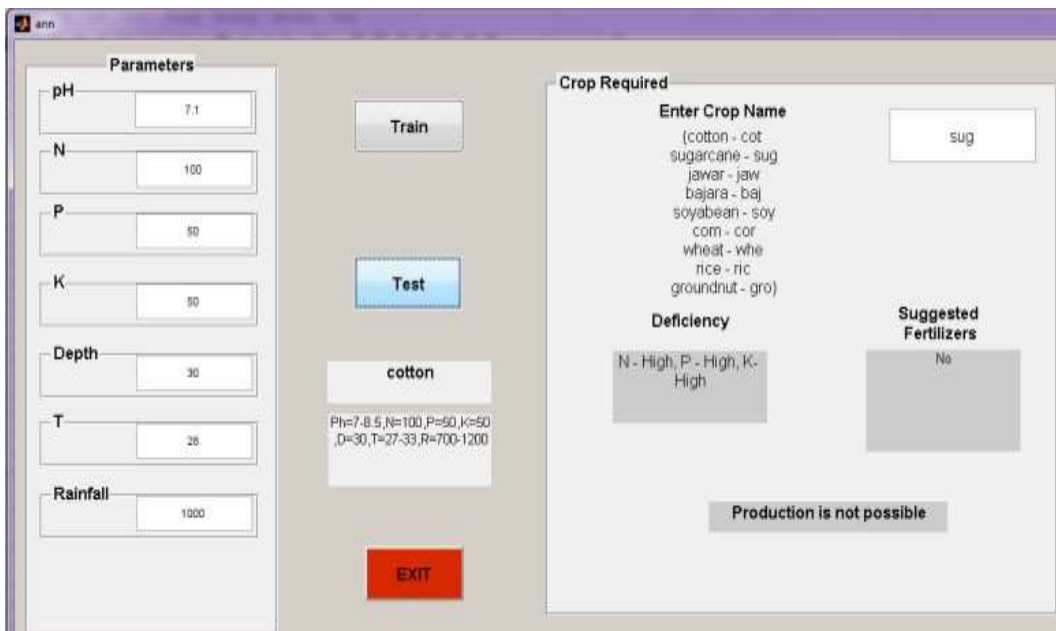 ann
Parameters
pH
7.1
N
100
P
50
K
50
Depth
30
T
28
Rainfall
1000
Train
Test
cotton
Ph=7-8.5,N=100,P=50,K=50
,D=30,T=27-33,R=700-1200
EXIT
Crop Required
Enter Crop Name
(cotton - cot
sugarcane - sug
jawar - jaw
bajara - baj
soyabean - soy
corn - cor
wheat - whe
rice - ric
groundnut - gro)
sug
Deficiency
N - High, P - High, K-
High
Suggested
Fertilizers
No
Production is not possible